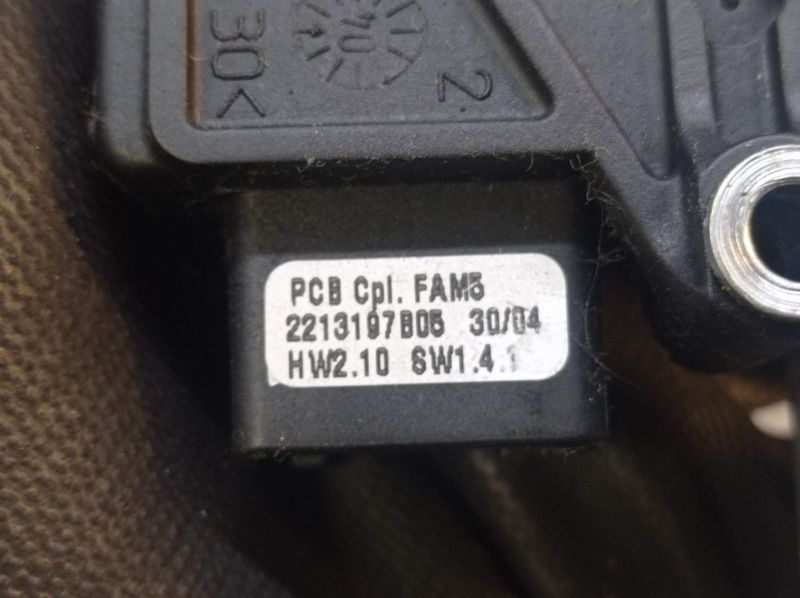 30<
2
PCB Cpl. FAM5
2213197B05 30/04
HW2.10 SW1.4.1